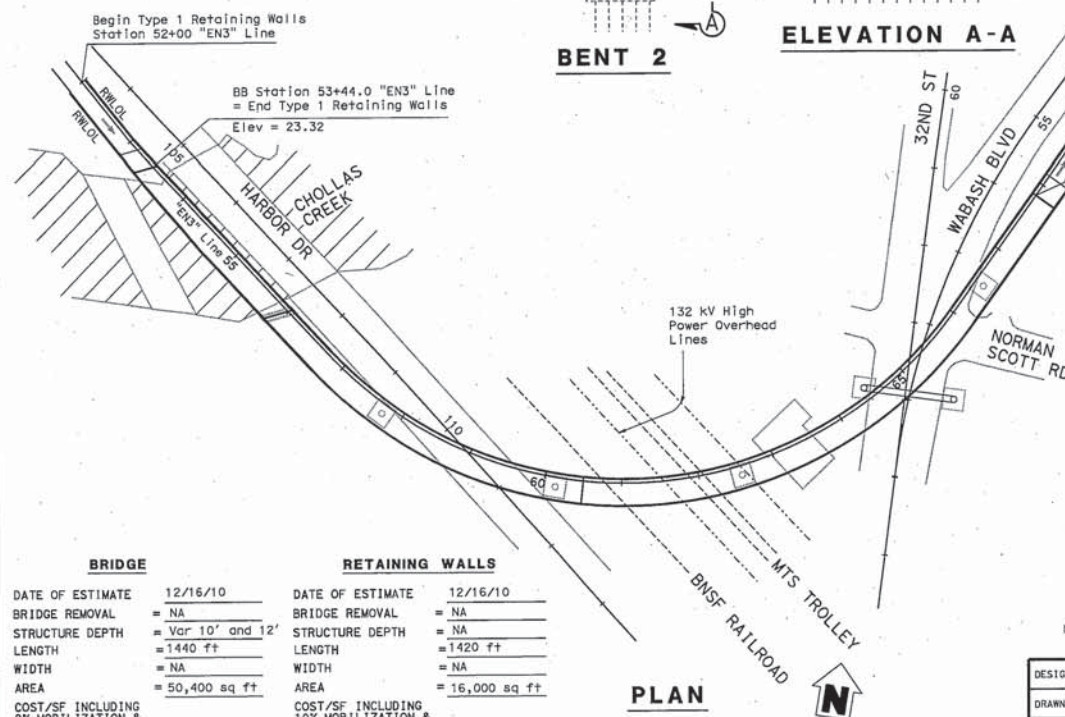 Begin Type 1 Retaining Walls
Station 52+00 "EN3" Line
BB Station 53+44.0 "EN3" Line
= End Type 1 Retaining Walls
Elev = 23.32
A
BENT 2
ELEVATION A-A
RWLOL
RWLOL
105
HARBOR DR
CHOLLAS
CREEK
"EN3" Line 55
32ND ST
60
WABASH BLVD
55
132 kV High
Power Overhead
Lines
NORMAN
SCOTT RD
65
110
60
MTS TROLLEY
BNSF RAILROAD
BRIDGE
DATE OF ESTIMATE 12/16/10
BRIDGE REMOVAL = NA
STRUCTURE DEPTH = Var 10' and 12'
LENGTH = 1440 ft
WIDTH = NA
AREA = 50,400 sq ft
COST/SF INCLUDING
RETAINING WALLS
DATE OF ESTIMATE 12/16/10
BRIDGE REMOVAL = NA
STRUCTURE DEPTH = NA
LENGTH = 1420 ft
WIDTH = NA
AREA = 16,000 sq ft
COST/SF INCLUDING
10% MOBILIZATION &
PLAN
N
DESIG
DRAWN